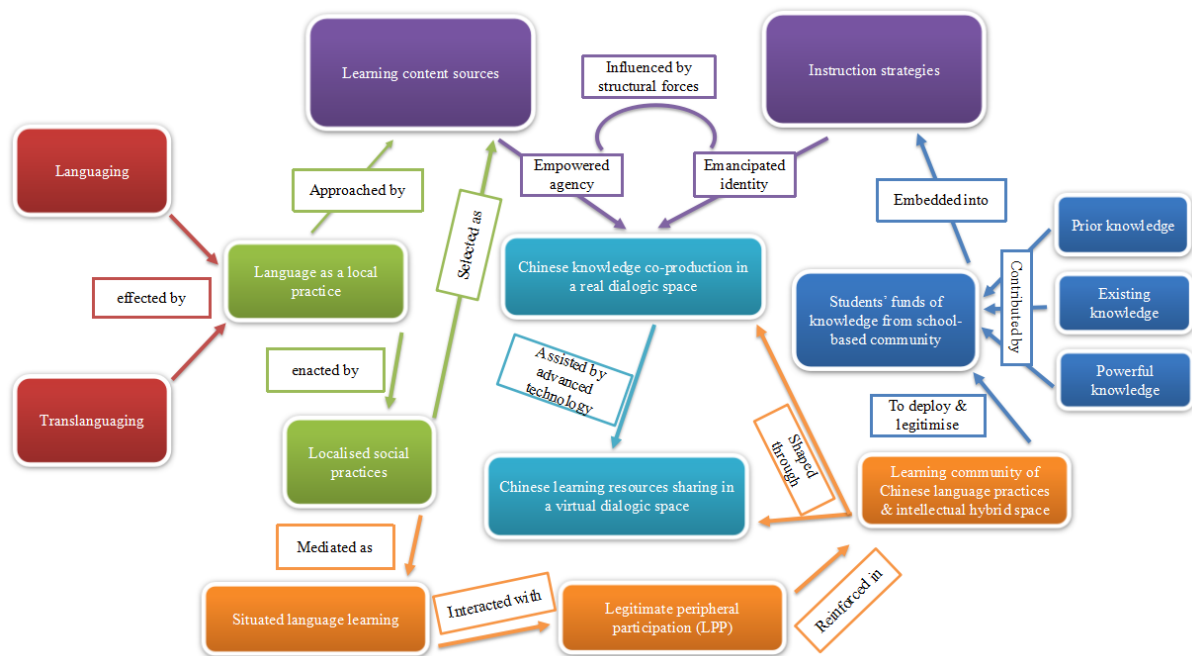 Learning content sources
Influenced by
structural forces
Instruction strategies
Languaging
Empowered
agency
Emancipated
identity
Approached by
Selected as
Embedded into
Prior knowledge
Language as a local
practice
Chinese knowledge co-production in
a real dialogic space
effected by
Students’ funds of
knowledge from school-
based community
Contributed by
Existing
knowledge
enacted by
Assisted by
advanced
technology
Powerful
knowledge
Translanguaging
To deploy &
legitimise
Localised social
practices
Shaped
through
Chinese learning resources sharing in
a virtual dialogic space
Learning community of
Chinese language practices
& intellectual hybrid space
Mediated as
Situated language learning
Interacted with
Legitimate peripheral
participation (LPP)
Reinforced in